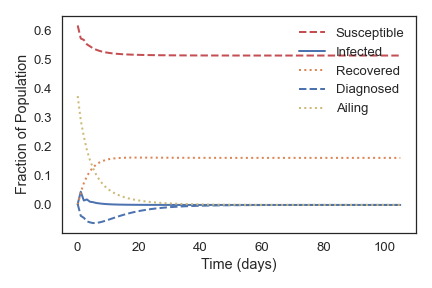 0.6
0.5
0.4
0.3
0.2
0.1
0.0
Fraction of Population
Susceptible
Infected
Recovered
Diagnosed
Ailing
0 20 40 60 80 100
Time (days)